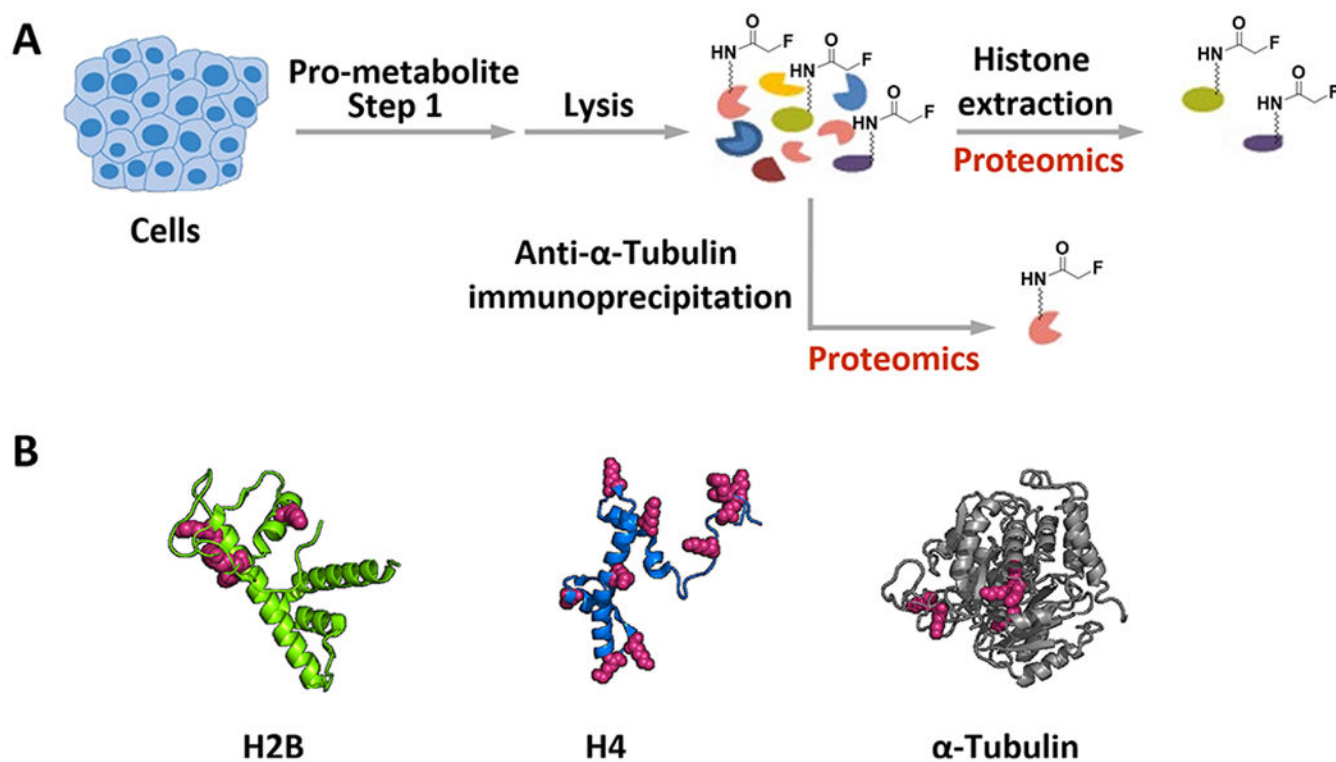 A
Cells
Pro-metabolite
Step 1
Lysis
O
HN
F
O
HN
F
O
HN
F
Histone
extraction
Proteomics
O
HN
F
O
HN
F
Anti-α-Tubulin
immunoprecipitation
Proteomics
O
HN
F
B
H2B
H4
α-Tubulin